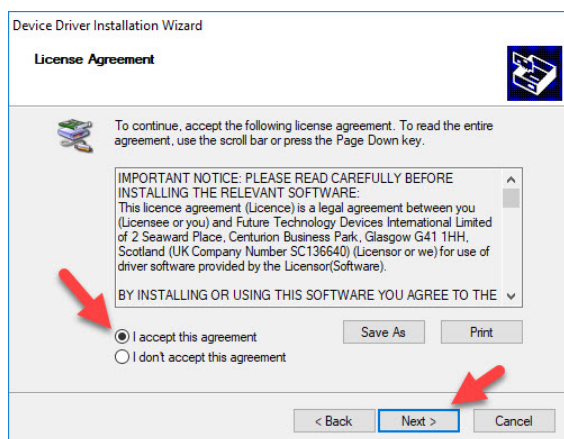 Device Driver Installation Wizard
License Agreement
To continue, accept the following license agreement. To read the entire
agreement, use the scroll bar or press the Page Down key.
IMPORTANT NOTICE: PLEASE READ CAREFULLY BEFORE
INSTALLING THE RELEVANT SOFTWARE:
This licence agreement (Licence) is a legal agreement between you
(Licensee or you) and Future Technology Devices International Limited
of 2 Seaward Place, Centurion Business Park, Glasgow G41 1HH,
Scotland (UK Company Number SC136640) (Licensor or we) for use of
driver software provided by the Licensor(Software).
BY INSTALLING OR USING THIS SOFTWARE YOU AGREE TO THE
I accept this agreement
Save As
Print
I don't accept this agreement
< Back
Next >
Cancel